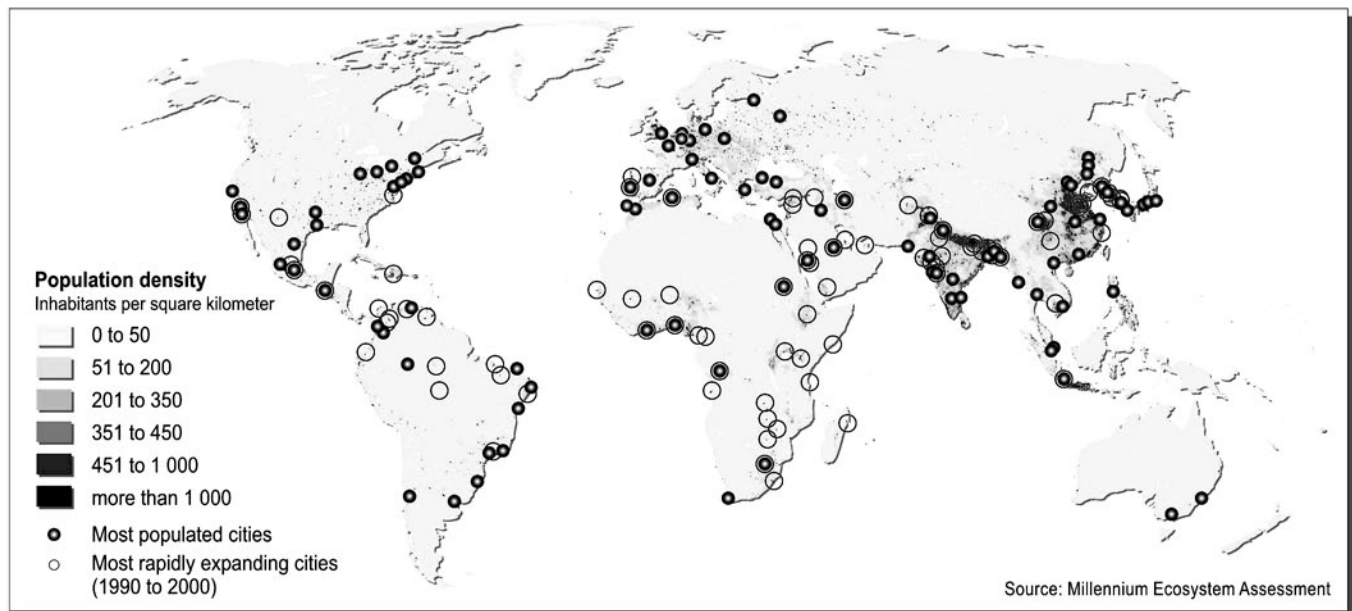 Population density
Inhabitants per square kilometer
0 to 50
51 to 200
201 to 350
351 to 450
451 to 1 000
more than 1 000
Most populated cities
Most rapidly expanding cities
(1990 to 2000)
Source: Millennium Ecosystem Assessment